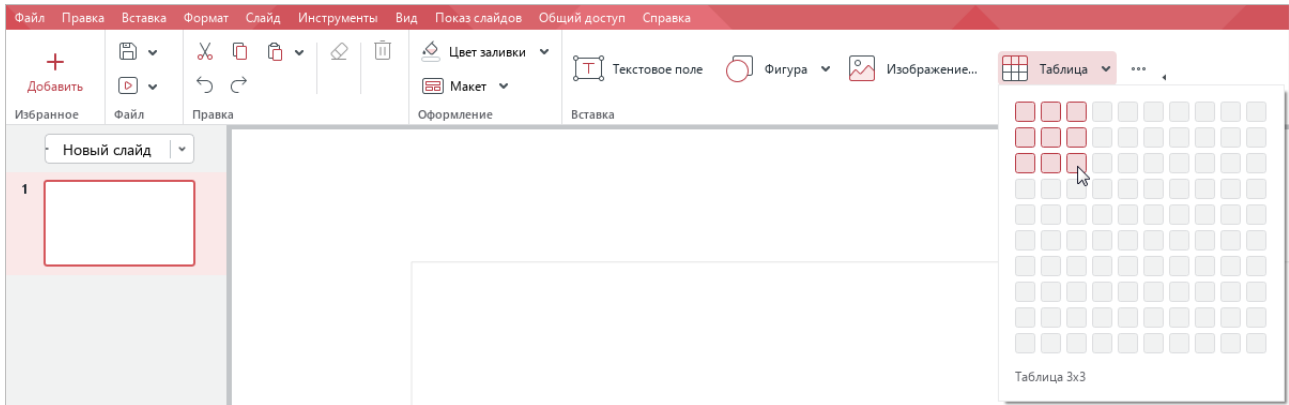 Файл Правка Вставка Формат Слайд Инструменты Вид Показ слайдов Общий доступ Справка
Цвет заливки
Текстовое поле Фигура Изображение... Таблица ...
Добавить Макет
Избранное Файл Правка Оформление Вставка
Новый слайд
1
Таблица 3x3